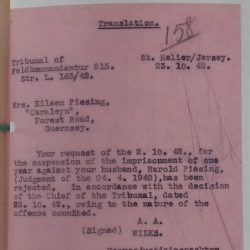 Translation.
158
Tribunal of
Feldkommandantur 515.
Str. L. 163/42.
St. Helier/Jersey.
23. 10. 42.
Mrs. Eileen Piesing,
"Caraleyn",
Forest Road,
Guernsey.
Your request of the 2. 10. 42., for
the suspension of the imprisonment of one
year against your husband, Harold Piesing,
(Judgment of the 24. 4. 1942), has been
rejected, in accordance with the decision
of the Chief of the Tribunal, dated
22. 10. 42., owing to the nature of the
offence committed.
A. A.
(Signed) WILKS.